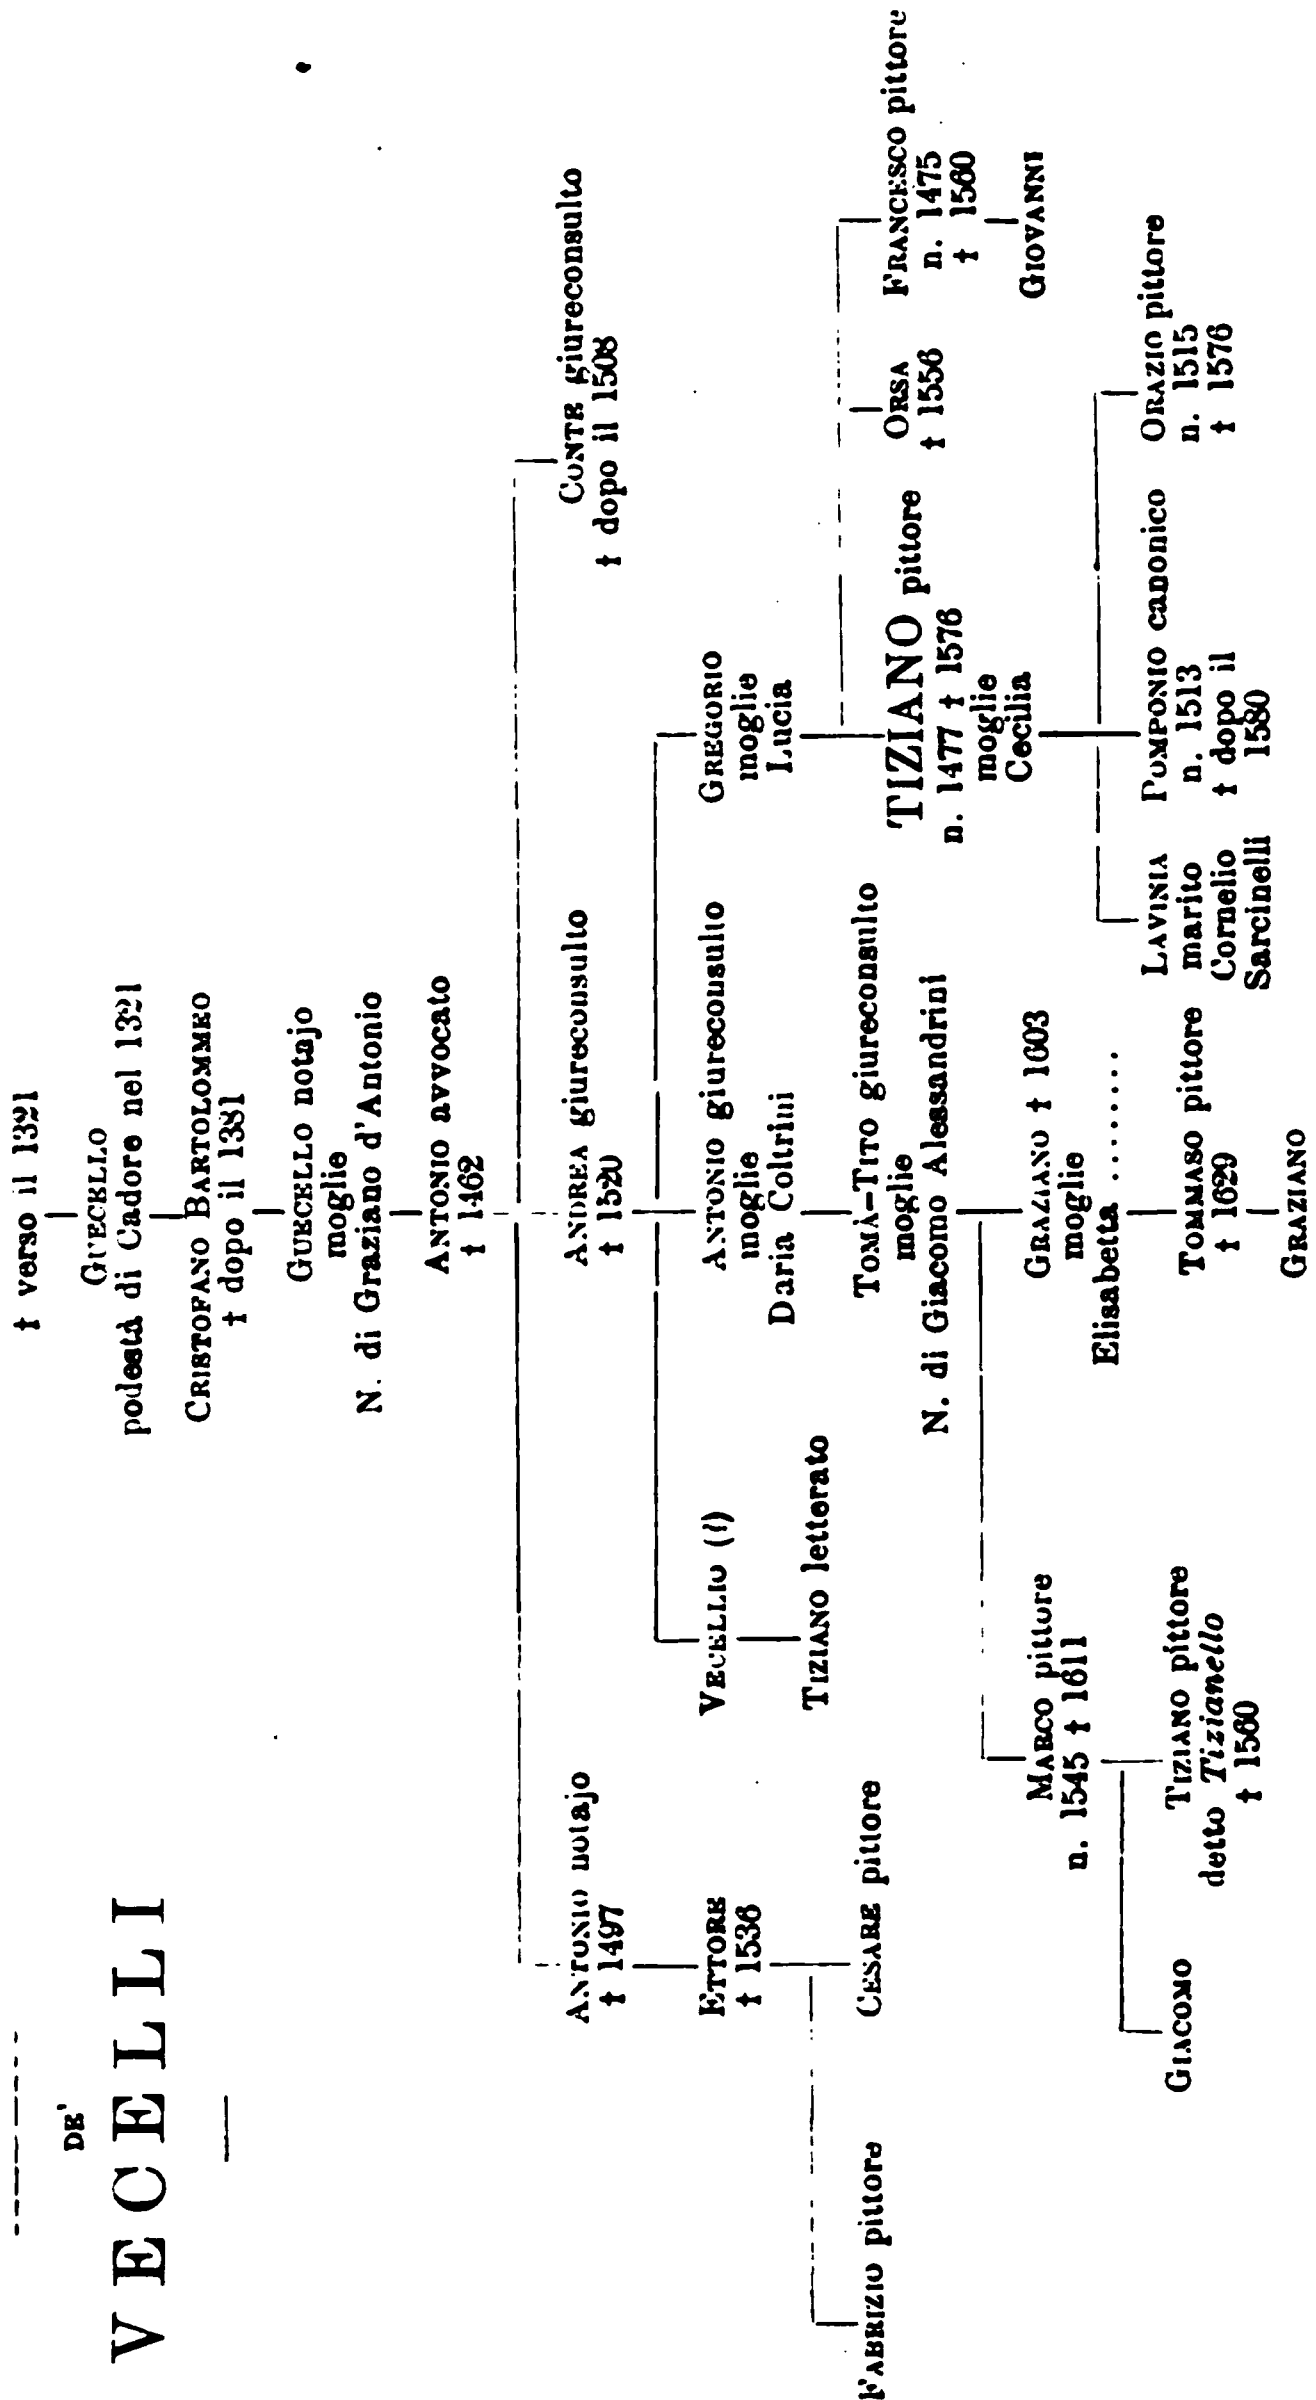 DE'
VECELLI
† verso il 1321
GUECELLO
podestà di Cadore nel 1321
CRISTOFANO BARTOLOMMEO
† dopo il 1381
GUECELLO notajo
moglie
N. di Graziano d'Antonio
ANTONIO avvocato
† 1462
ANTONIO notajo
† 1497
ANDREA giureconsulto
† 1520
CONTE giureconsulto
† dopo il 1508
ETTORE
† 1536
VECELLIO (?)
ANTONIO giureconsulto
moglie
Daria Coltrini
GREGORIO
moglie
Lucia
FABRIZIO pittore
CESARE pittore
TIZIANO letterato
TOMÀ-TITO giureconsulto
moglie
N. di Giacomo Alessandrini
TIZIANO pittore
n. 1477 † 1576
moglie
Cecilia
ORSA
† 1556
FRANCESCO pittore
n. 1475
† 1560
GIOVANNI
MARCO pittore
n. 1545 † 1611
GRAZIANO † 1603
moglie
Elisabetta ........
GIACOMO
TIZIANO pittore
detto Tizianello
† 1560
TOMMASO pittore
† 1629
GRAZIANO
LAVINIA
marito
Cornelio
Sarcinelli
POMPONIO canonico
n. 1513
† dopo il
1580
ORAZIO pittore
n. 1515
† 1576